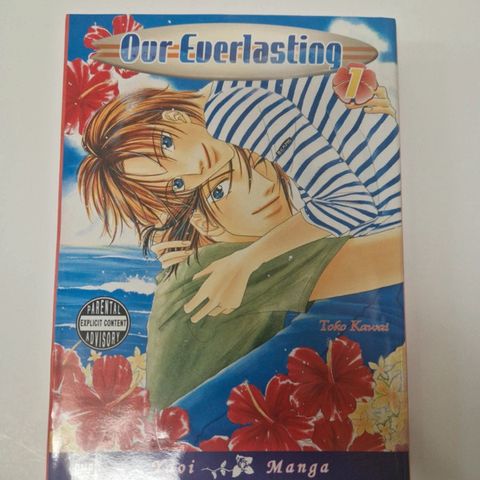 Our Everlasting
1
PARENTAL
EXPLICIT CONTENT
ADVISORY
Toko Kawai
Yaoi Manga